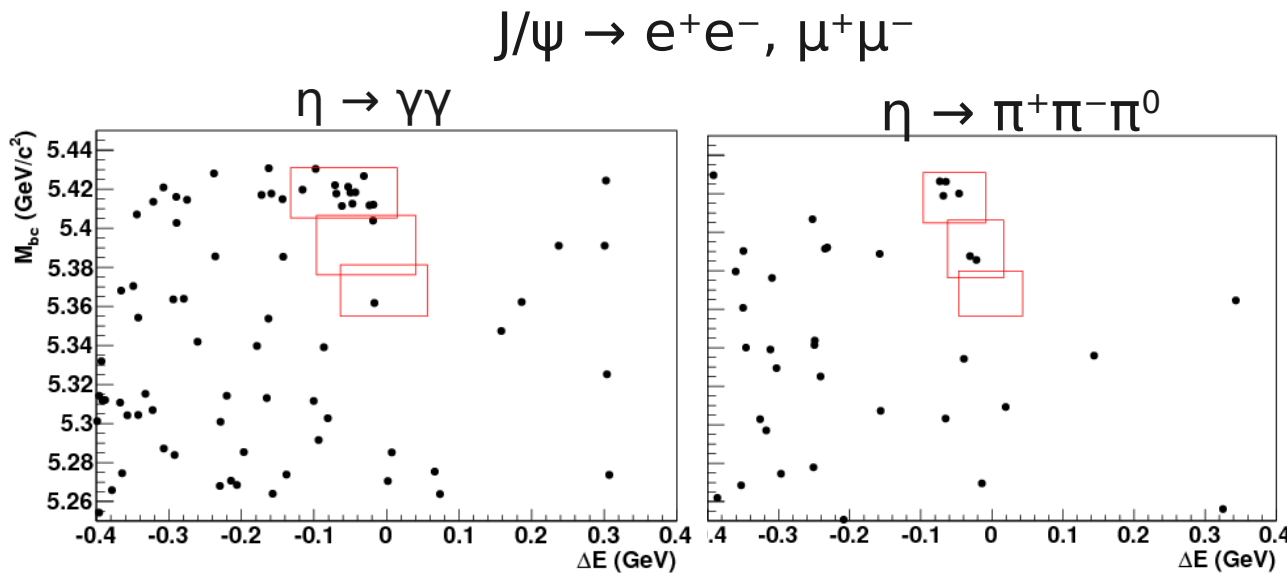 J/ψ → e⁺e⁻, μ⁺μ⁻
η → γγ
η → π⁺π⁻π⁰
M_bc (GeV/c²)
5.44
5.42
5.4
5.38
5.36
5.34
5.32
5.3
5.28
5.26
-0.4 -0.3 -0.2 -0.1 0 0.1 0.2 0.3 0.4
ΔE (GeV)
.4 -0.3 -0.2 -0.1 0 0.1 0.2 0.3 0.4
ΔE (GeV)